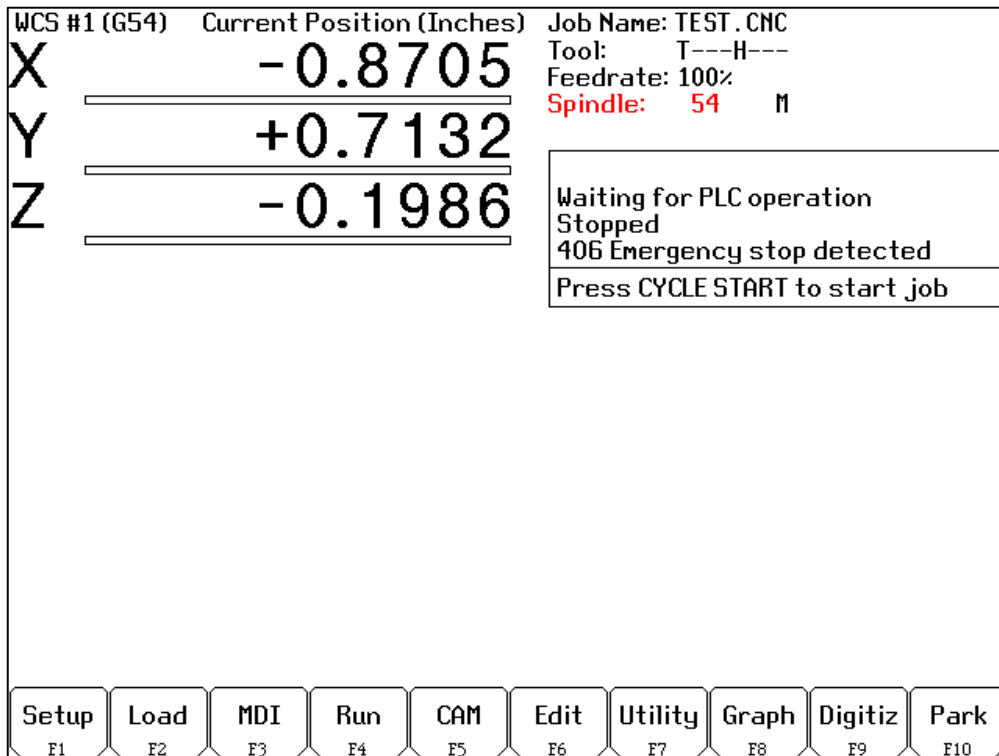 WCS #1 (G54) Current Position (Inches)
X -0.8705
Y +0.7132
Z -0.1986
Job Name: TEST.CNC
Tool: T---H---
Feedrate: 100%
Spindle: 54 M
Waiting for PLC operation
Stopped
406 Emergency stop detected
Press CYCLE START to start job
Setup Load MDI Run CAM Edit Utility Graph Digitiz Park
F1 F2 F3 F4 F5 F6 F7 F8 F9 F10